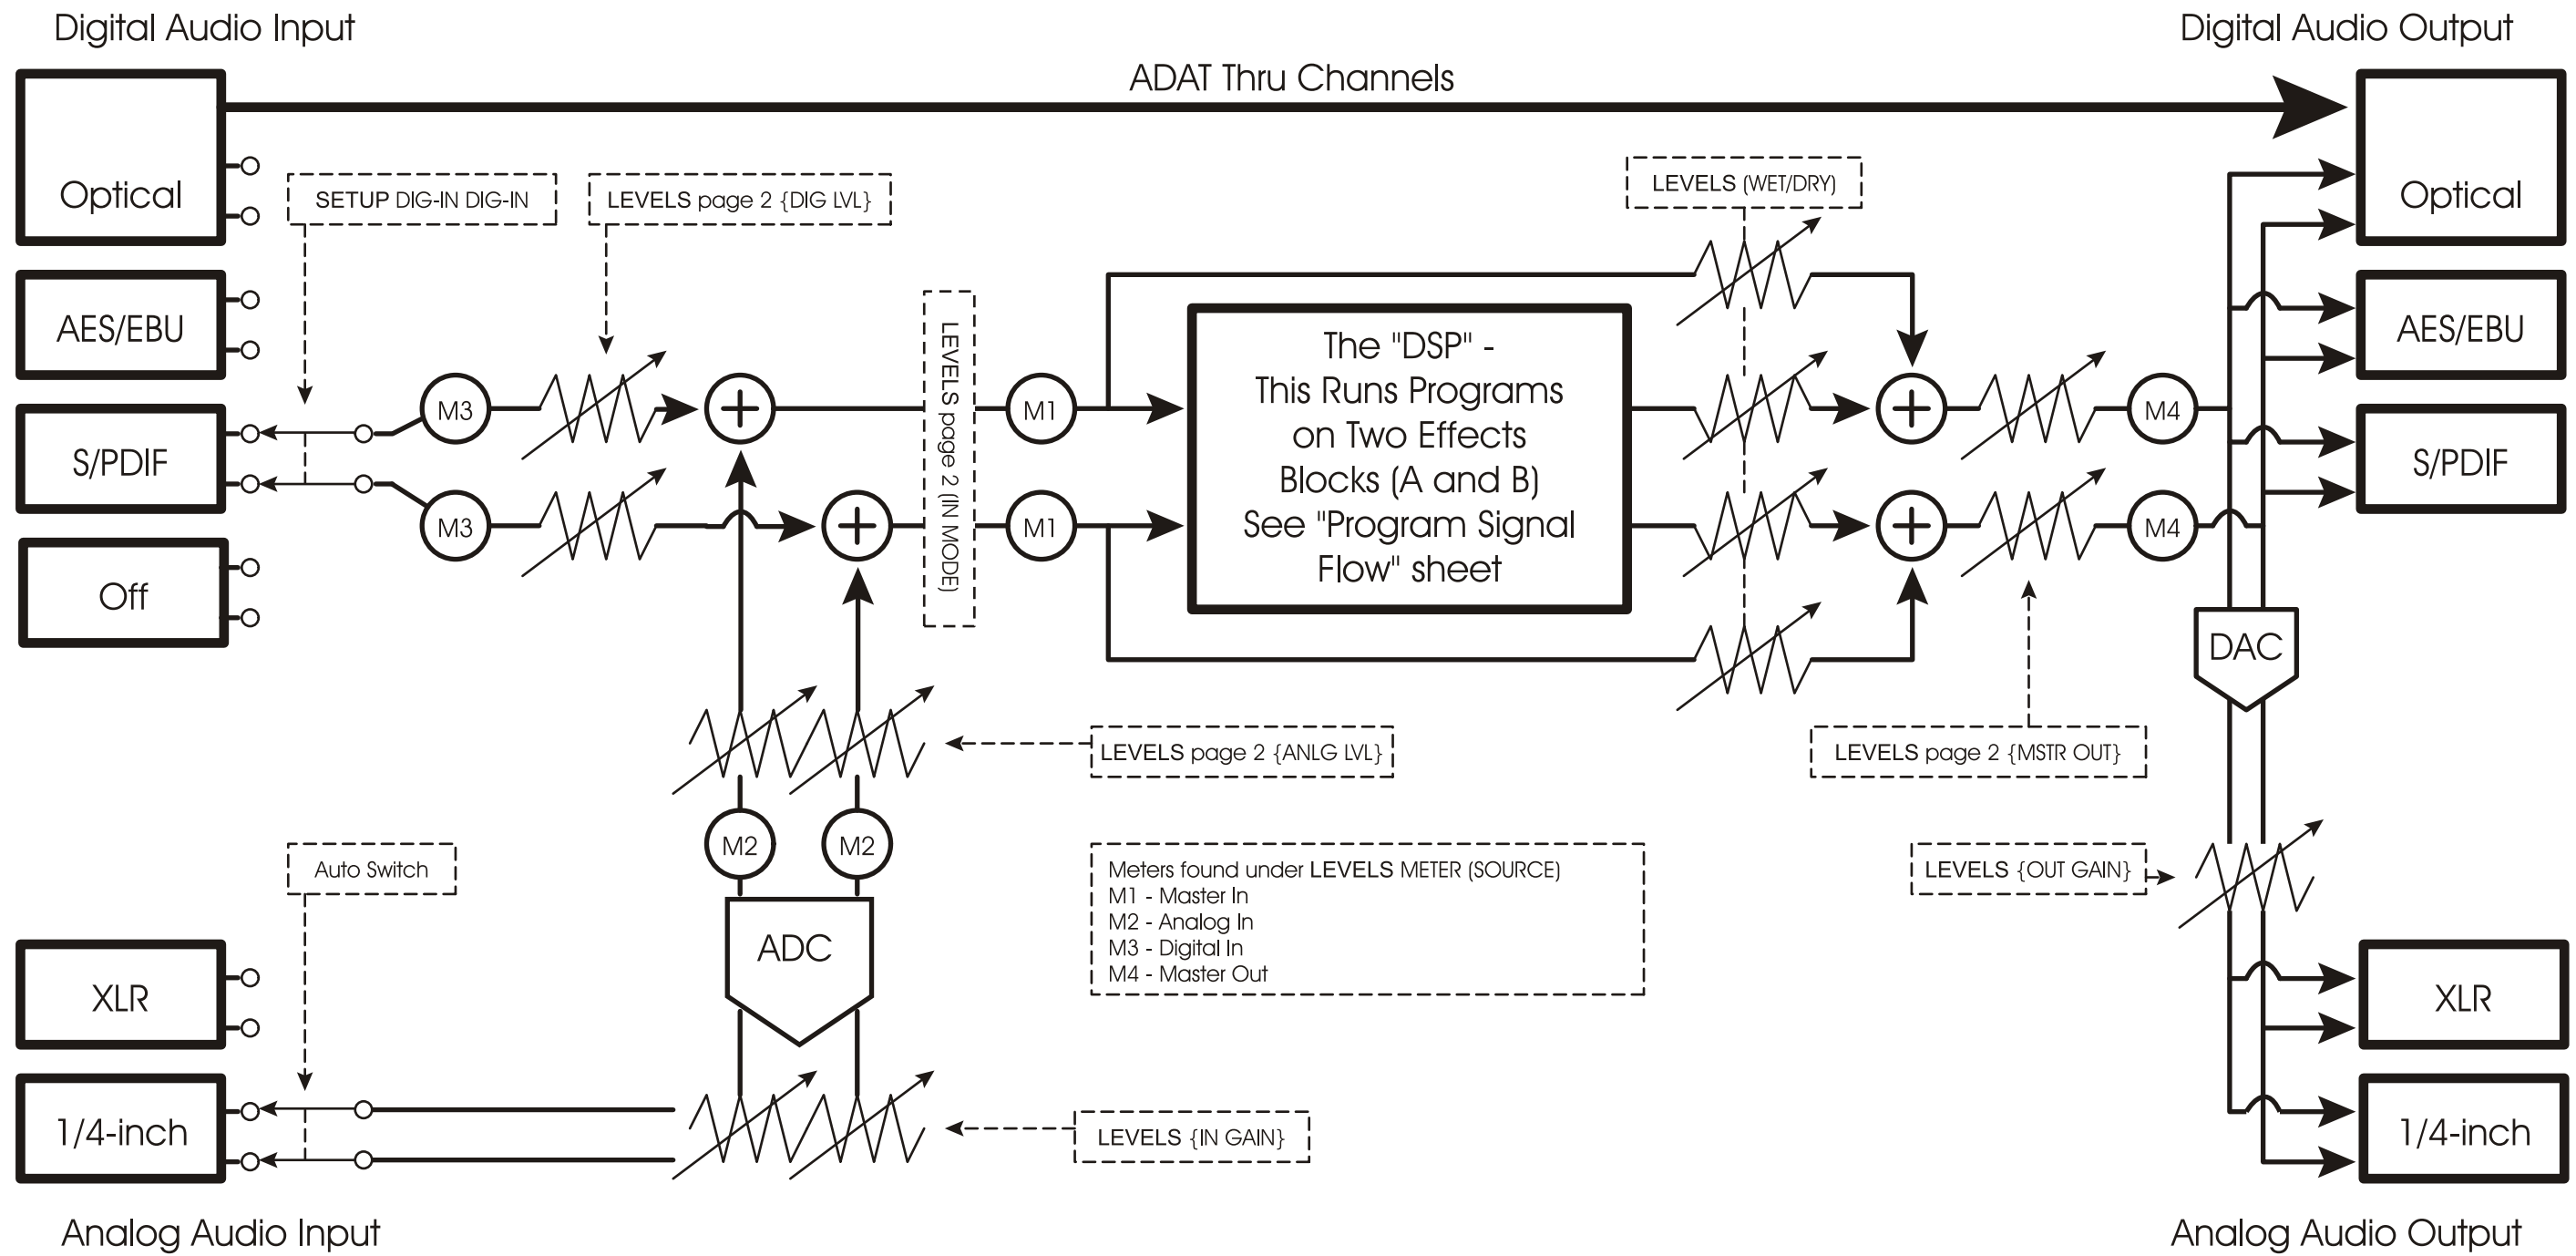 Digital Audio Input
Digital Audio Output
ADAT Thru Channels
Optical
SETUP DIG-IN DIG-IN
LEVELS page 2 {DIG LVL}
LEVELS (WET/DRY)
Optical
AES/EBU
LEVELS page 2 (IN MODE)
The "DSP" -
This Runs Programs
on Two Effects
Blocks (A and B)
See "Program Signal
Flow" sheet
AES/EBU
M3
+
M1
+
M4
S/PDIF
S/PDIF
M3
+
M1
+
M4
Off
DAC
LEVELS page 2 {ANLG LVL}
LEVELS page 2 {MSTR OUT}
M2
M2
Auto Switch
Meters found under LEVELS METER (SOURCE)
M1 - Master In
M2 - Analog In
M3 - Digital In
M4 - Master Out
LEVELS {OUT GAIN}
ADC
XLR
XLR
1/4-inch
LEVELS {IN GAIN}
1/4-inch
Analog Audio Input
Analog Audio Output